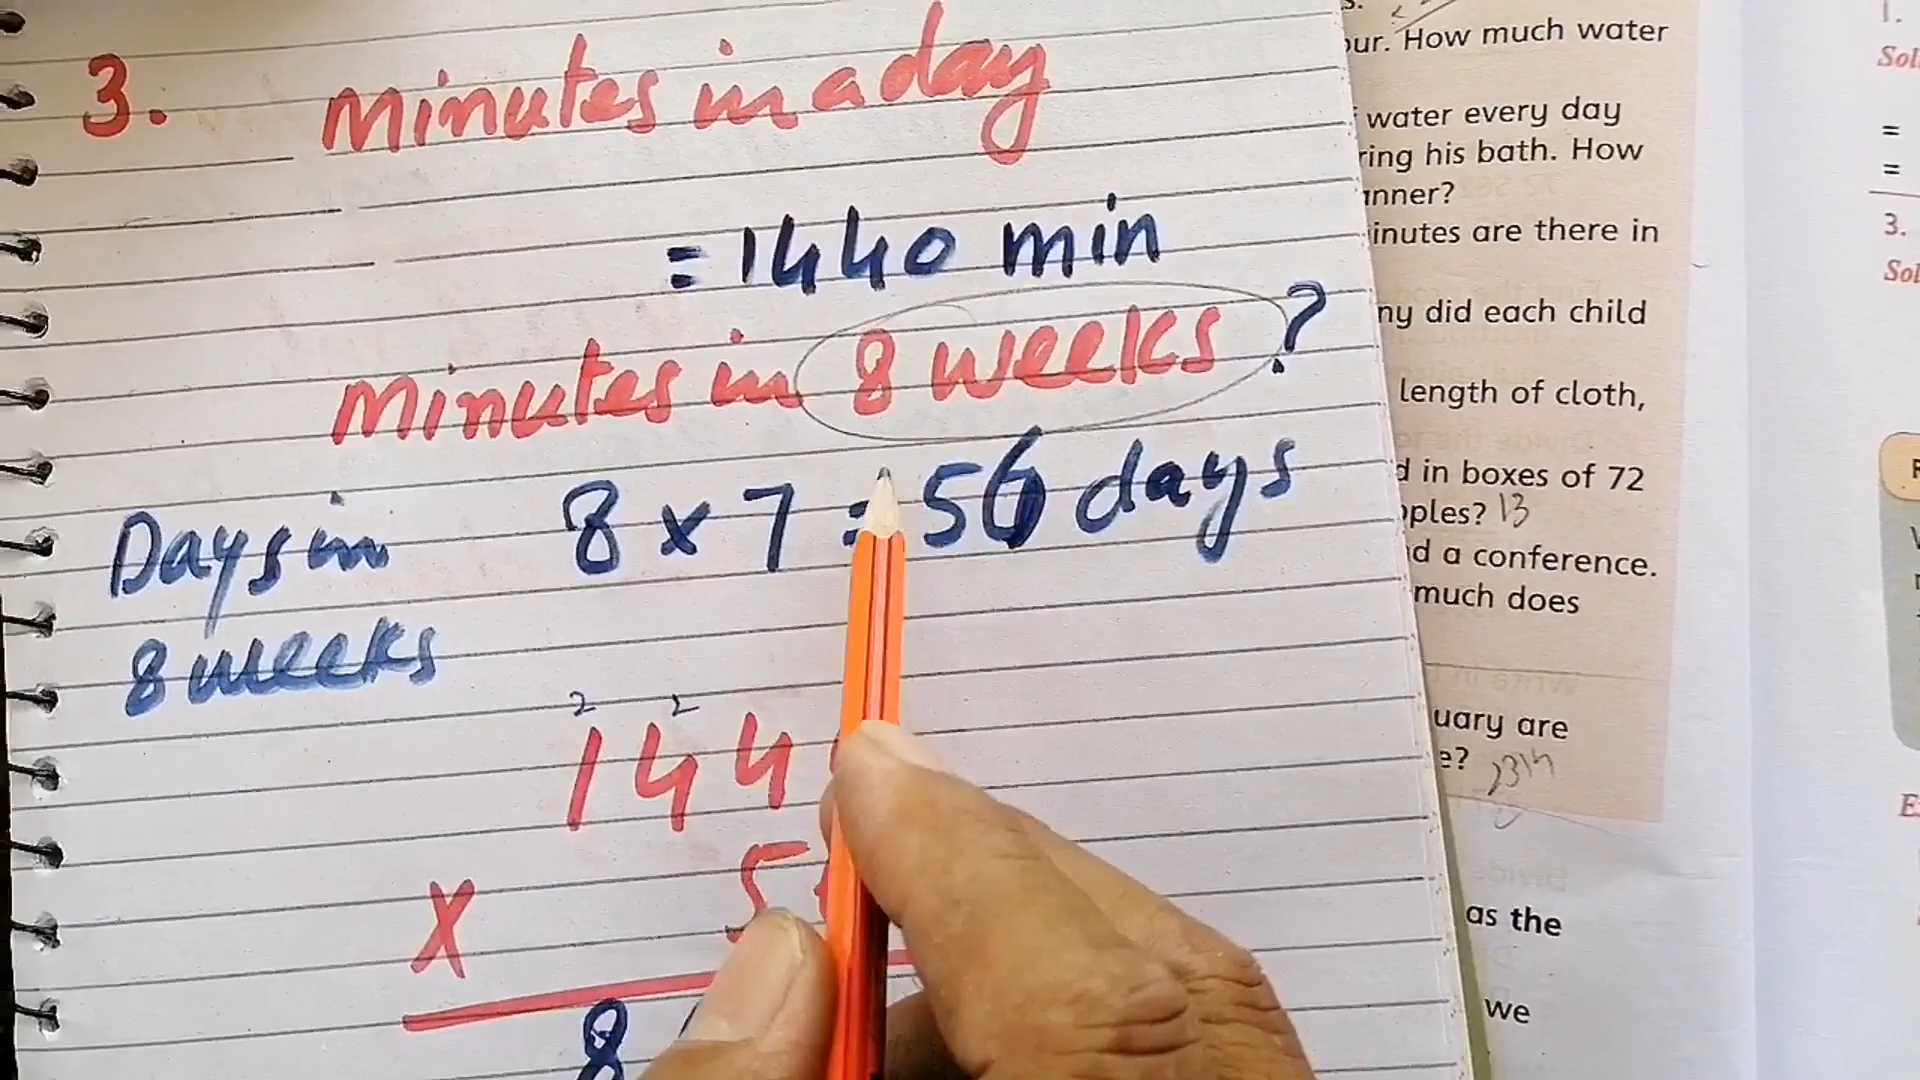 3. Minutes in a day
= 1440 min
Minutes in 8 weeks ?
Days in 8 × 7 = 56 days
8 weeks
2 2
144
× 5
8
our. How much water
water every day
ring his bath. How
anner?
inutes are there in
ny did each child
length of cloth,
d in boxes of 72
pples? 13
d a conference.
much does
uary are
e?
as the
we
1.
Sol
=
=
3.
Sol